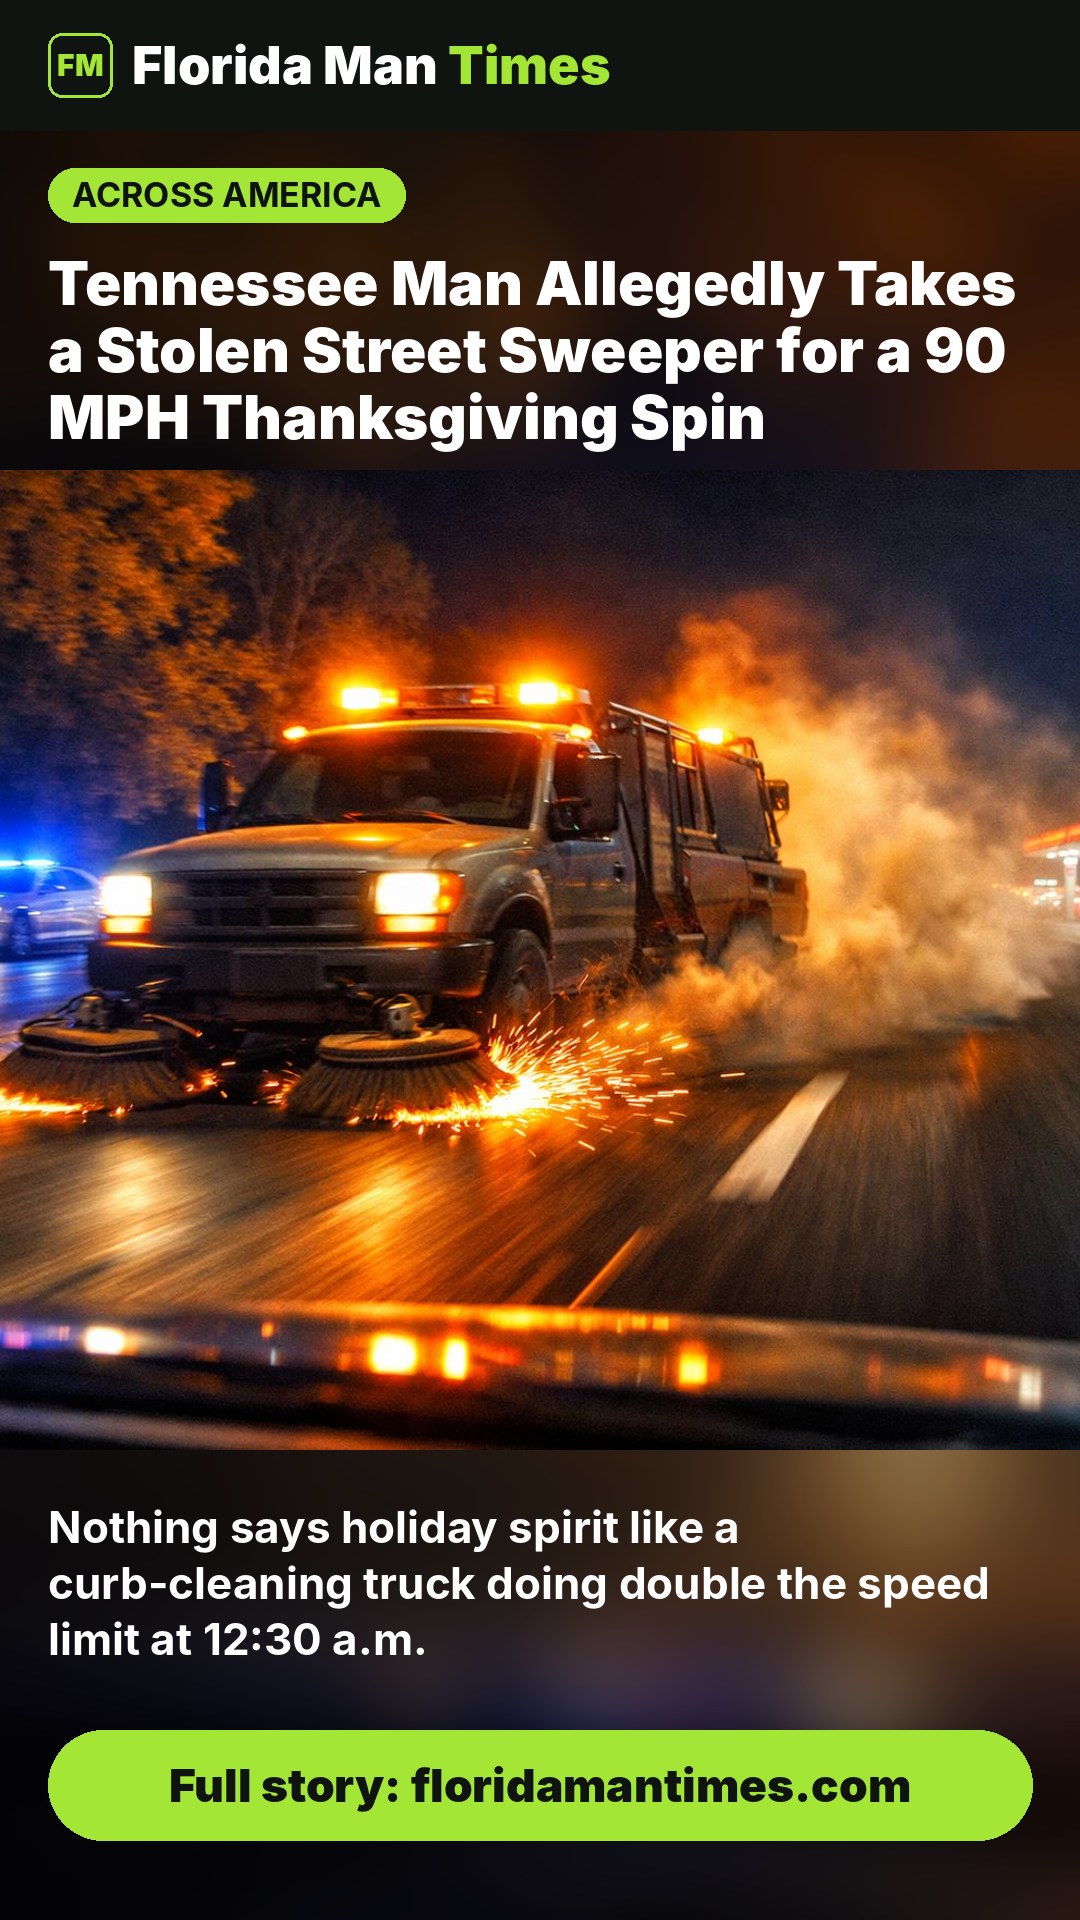 FM
Florida Man Times
ACROSS AMERICA
Tennessee Man Allegedly Takes
a Stolen Street Sweeper for a 90
MPH Thanksgiving Spin
Nothing says holiday spirit like a
curb-cleaning truck doing double the speed
limit at 12:30 a.m.
Full story: floridamantimes.com